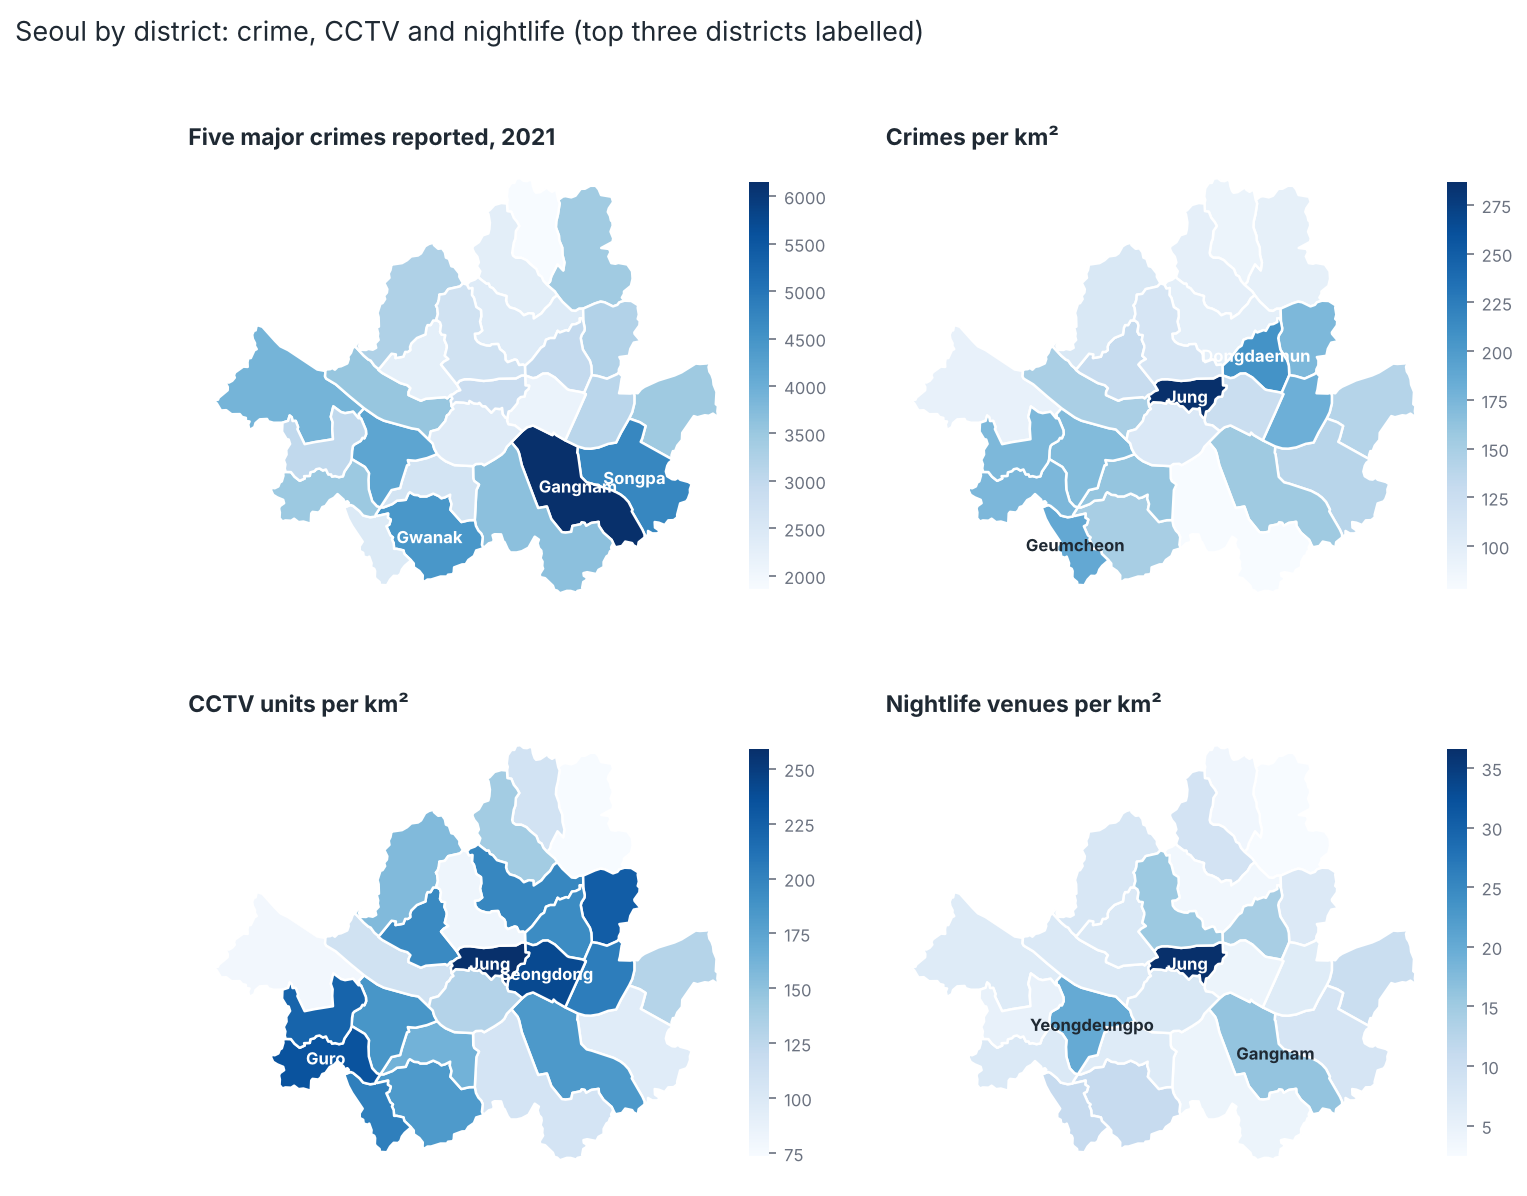 Seoul by district: crime, CCTV and nightlife (top three districts labelled)
Five major crimes reported, 2021
6000
5500
5000
4500
4000
3500
3000
2500
2000
Gangnam
Songpa
Gwanak
Crimes per km²
275
250
225
200
175
150
125
100
Dongdaemun
Jung
Geumcheon
CCTV units per km²
250
225
200
175
150
125
100
75
Jung
Seongdong
Guro
Nightlife venues per km²
35
30
25
20
15
10
5
Jung
Yeongdeungpo
Gangnam